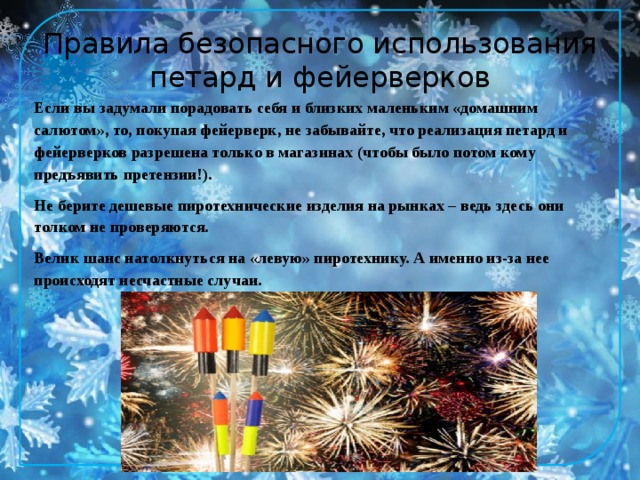 Правила безопасного использования
петард и фейерверков
Если вы задумали порадовать себя и близких маленьким «домашним
салютом», то, покупая фейерверк, не забывайте, что реализация петард и
фейерверков разрешена только в магазинах (чтобы было потом кому
предъявить претензии!).
Не берите дешевые пиротехнические изделия на рынках – ведь здесь они
толком не проверяются.
Велик шанс натолкнуться на «левую» пиротехнику. А именно из-за нее
происходят несчастные случаи.